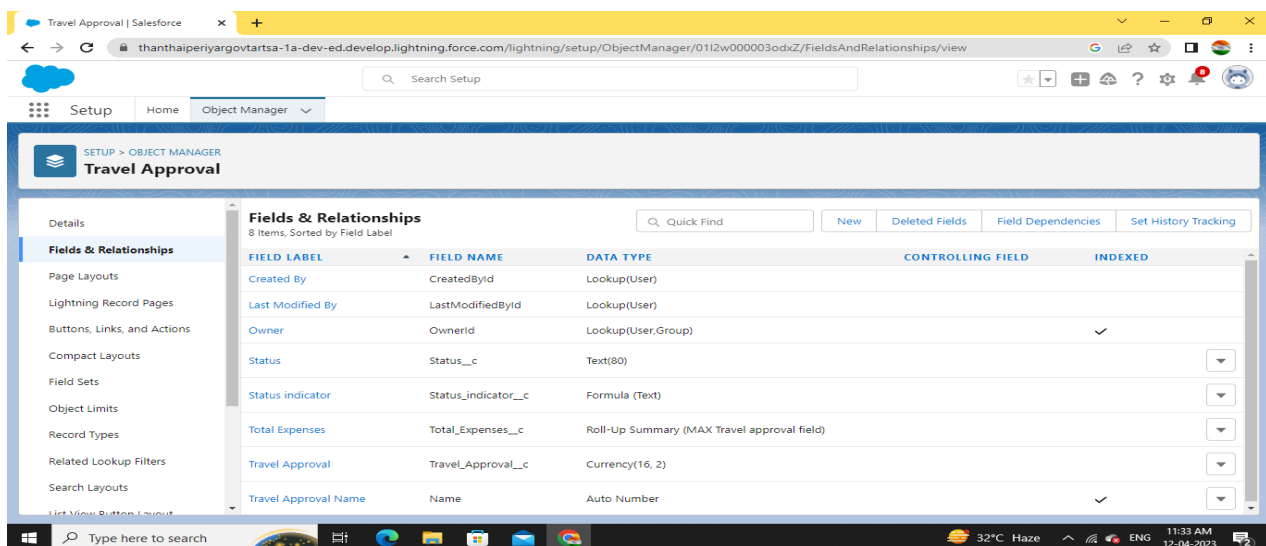 Travel Approval | Salesforce
thanthaiperiyargovtartsa-1a-dev-ed.develop.lightning.force.com/lightning/setup/ObjectManager/01I2w000003odxZ/FieldsAndRelationships/view
Search Setup
8
Setup Home Object Manager
SETUP > OBJECT MANAGER
Travel Approval
Details
Fields & Relationships
Page Layouts
Lightning Record Pages
Buttons, Links, and Actions
Compact Layouts
Field Sets
Object Limits
Record Types
Related Lookup Filters
Search Layouts
List View Button Layout
Fields & Relationships
8 Items, Sorted by Field Label
Quick Find New Deleted Fields Field Dependencies Set History Tracking
FIELD LABEL FIELD NAME DATA TYPE CONTROLLING FIELD INDEXED
Created By CreatedById Lookup(User)
Last Modified By LastModifiedById Lookup(User)
Owner OwnerId Lookup(User,Group)
Status Status__c Text(80)
Status indicator Status_indicator__c Formula (Text)
Total Expenses Total_Expenses__c Roll-Up Summary (MAX Travel approval field)
Travel Approval Travel_Approval__c Currency(16, 2)
Travel Approval Name Name Auto Number
Type here to search
32°C Haze
ENG
11:33 AM
12-04-2023
2